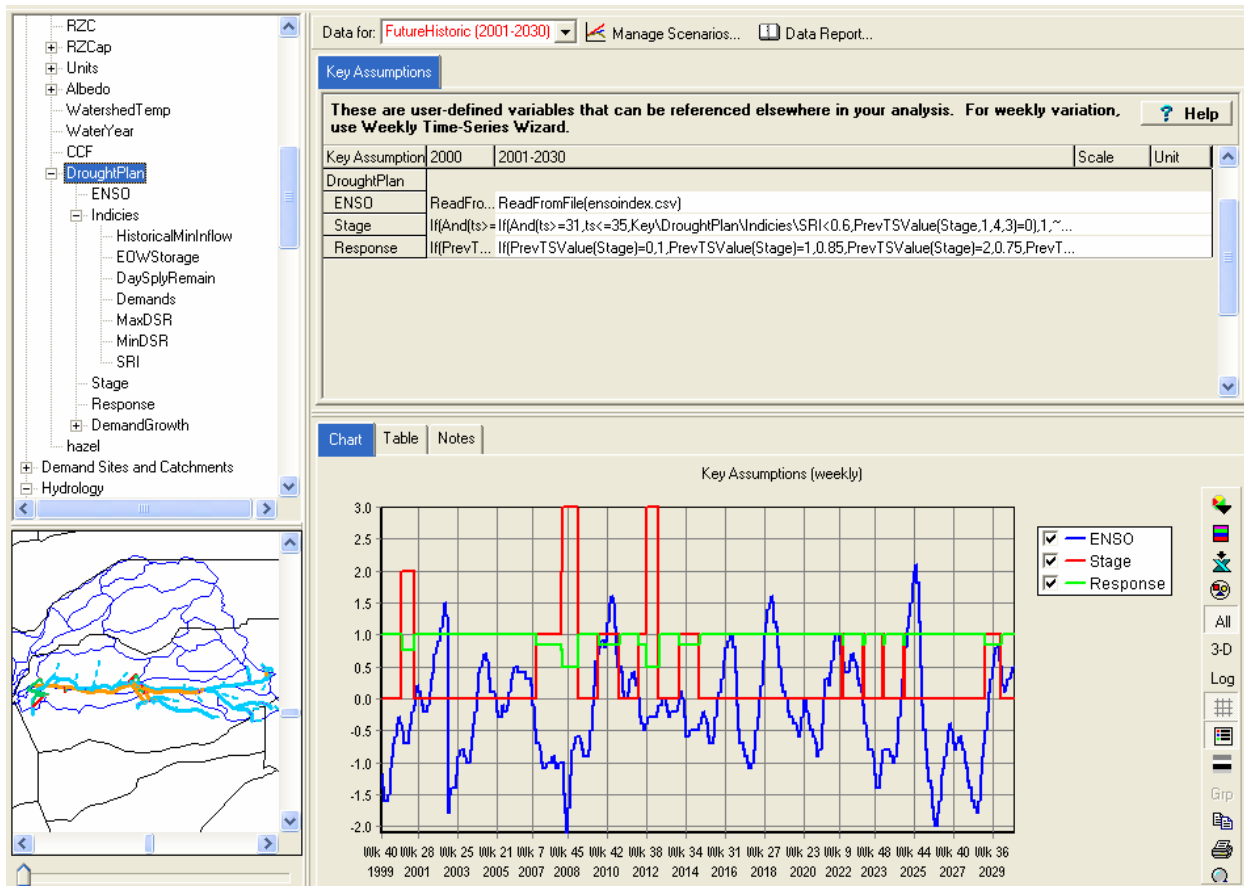 RZC
RZCap
Units
Albedo
WatershedTemp
WaterYear
CCF
DroughtPlan
ENSO
Indicies
HistoricalMinInflow
EOWStorage
DaySplyRemain
Demands
MaxDSR
MinDSR
SRI
Stage
Response
DemandGrowth
hazel
Demand Sites and Catchments
Hydrology
Data for: FutureHistoric (2001-2030) Manage Scenarios... Data Report...
Key Assumptions
These are user-defined variables that can be referenced elsewhere in your analysis. For weekly variation,
use Weekly Time-Series Wizard.
? Help
Key Assumption 2000 2001-2030 Scale Unit
DroughtPlan
ENSO ReadFro... ReadFromFile(ensoindex.csv)
Stage If(And(ts>= If(And(ts>=31,ts<=35,Key\DroughtPlan\Indicies\SRI<0.6,PrevTSValue(Stage,1,4,3)=0),1,~...
Response If(PrevT... If(PrevTSValue(Stage)=0,1,PrevTSValue(Stage)=1,0.85,PrevTSValue(Stage)=2,0.75,PrevT...
Chart Table Notes
Key Assumptions (weekly)
3.0
2.5
2.0
1.5
1.0
0.5
0.0
-0.5
-1.0
-1.5
-2.0
Wk 40 Wk 28 Wk 25 Wk 21 Wk 7 Wk 45 Wk 42 Wk 38 Wk 34 Wk 31 Wk 27 Wk 23 Wk 9 Wk 48 Wk 44 Wk 40 Wk 36
1999 2001 2003 2005 2007 2008 2010 2012 2014 2016 2018 2020 2022 2023 2025 2027 2029
ENSO
Stage
Response
All
3-D
Log
Grp